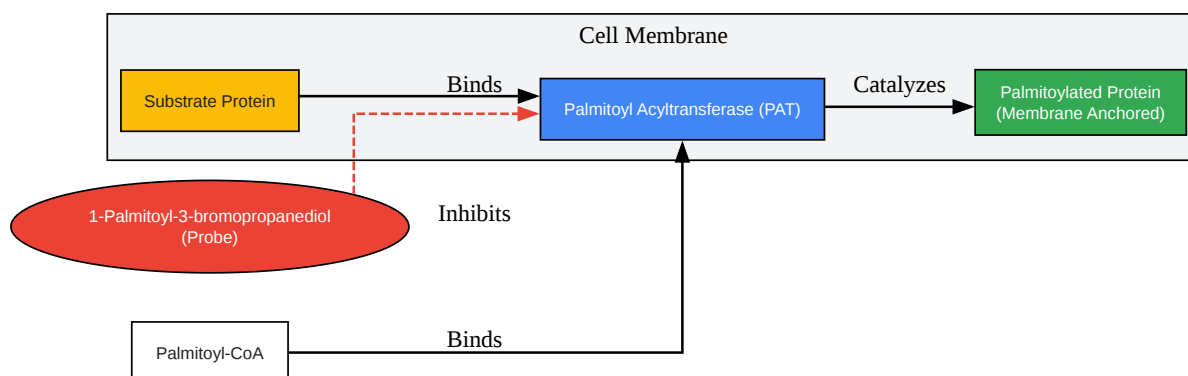 Cell Membrane
Substrate Protein
Binds
Palmitoyl Acyltransferase (PAT)
Catalyzes
Palmitoylated Protein
(Membrane Anchored)
1-Palmitoyl-3-bromopropanediol
(Probe)
Inhibits
Palmitoyl-CoA
Binds